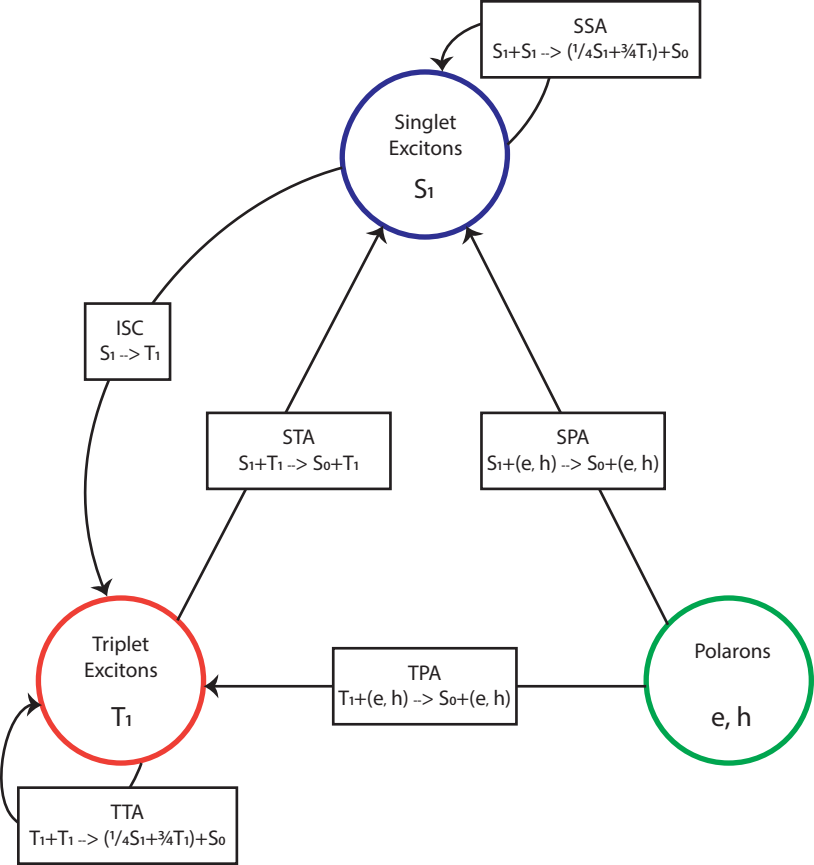 SSA
S₁+S₁ --> (¼S₁+¾T₁)+S₀
Singlet
Excitons
S₁
ISC
S₁ --> T₁
STA
S₁+T₁ --> S₀+T₁
SPA
S₁+(e, h) --> S₀+(e, h)
Triplet
Excitons
T₁
TPA
T₁+(e, h) --> S₀+(e, h)
Polarons
e, h
TTA
T₁+T₁ --> (¼S₁+¾T₁)+S₀